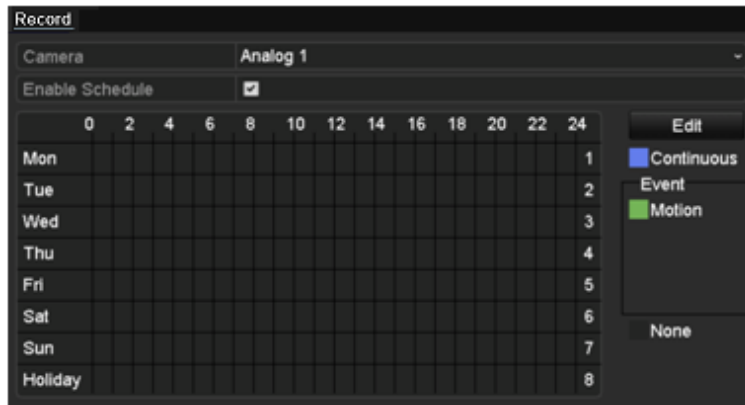 Record
Camera Analog 1
Enable Schedule
0 2 4 6 8 10 12 14 16 18 20 22 24 Edit
Mon 1 Continuous
Tue 2 Event
Wed 3 Motion
Thu 4
Fri 5
Sat 6 None
Sun 7
Holiday 8